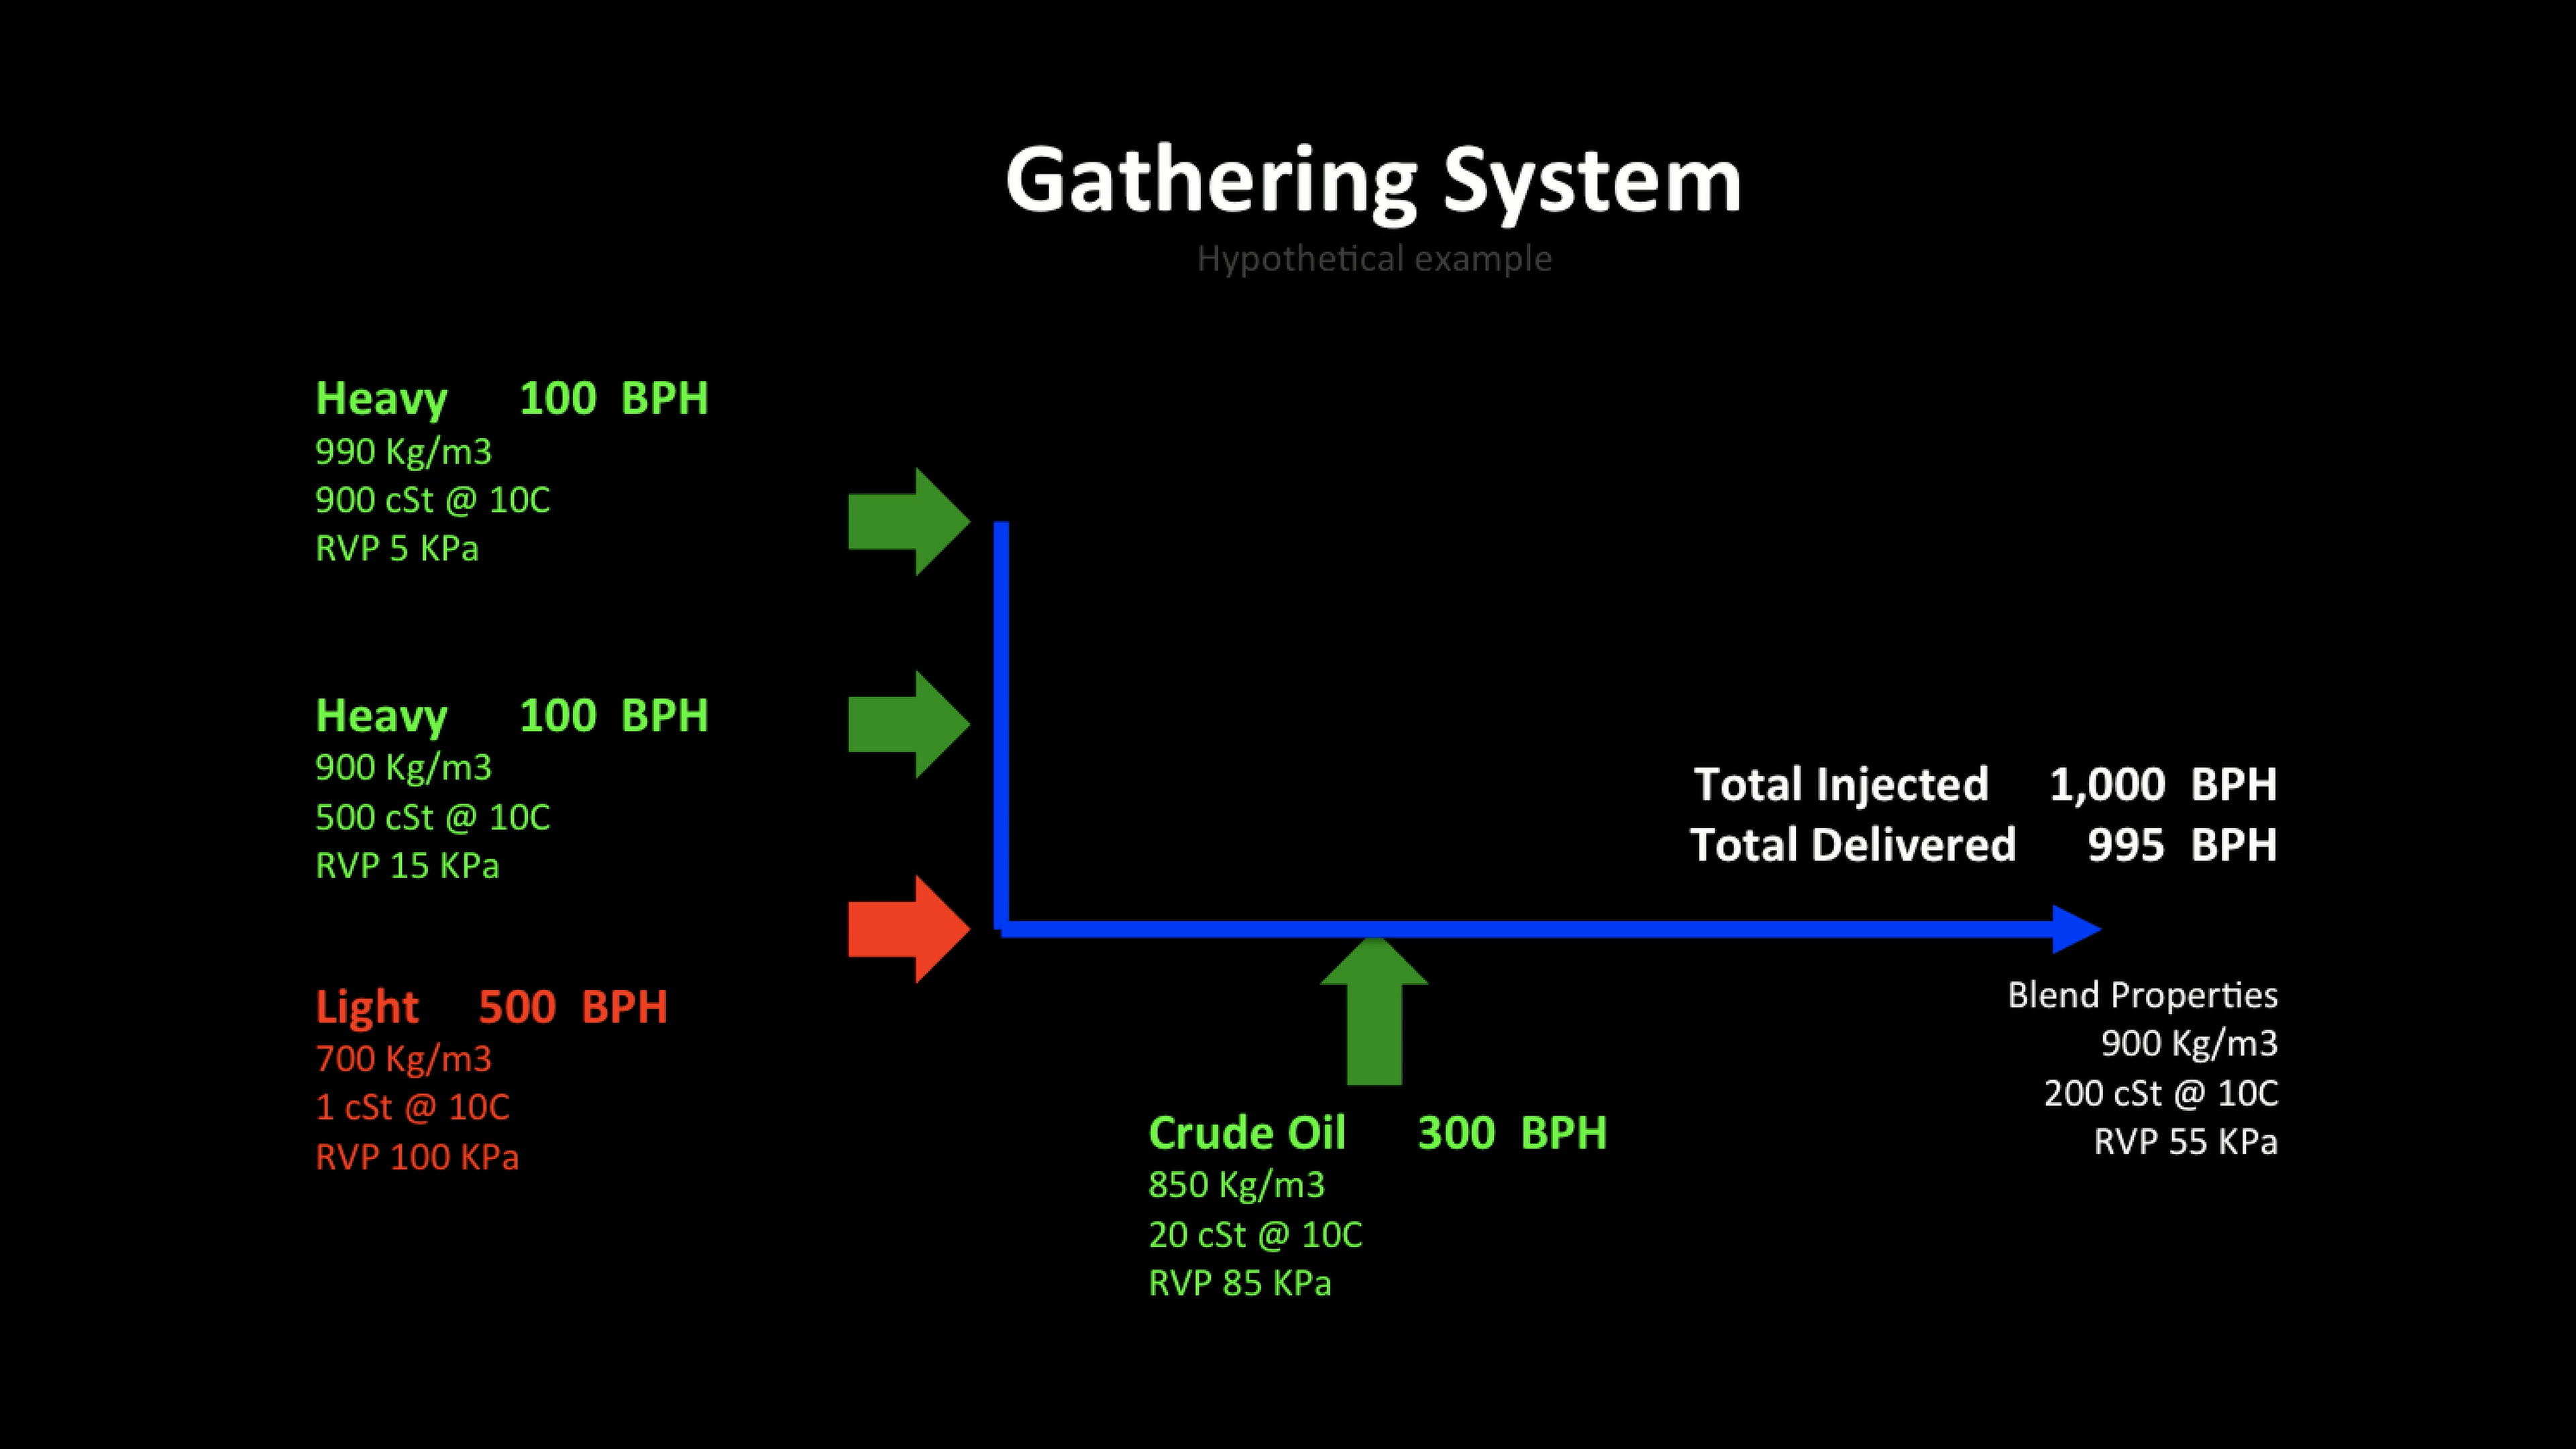 Gathering System
Hypothetical example
Heavy 100 BPH
990 Kg/m3
900 cSt @ 10C
RVP 5 KPa
Heavy 100 BPH
900 Kg/m3
500 cSt @ 10C
RVP 15 KPa
Light 500 BPH
700 Kg/m3
1 cSt @ 10C
RVP 100 KPa
Crude Oil 300 BPH
850 Kg/m3
20 cSt @ 10C
RVP 85 KPa
Total Injected 1,000 BPH
Total Delivered 995 BPH
Blend Properties
900 Kg/m3
200 cSt @ 10C
RVP 55 KPa